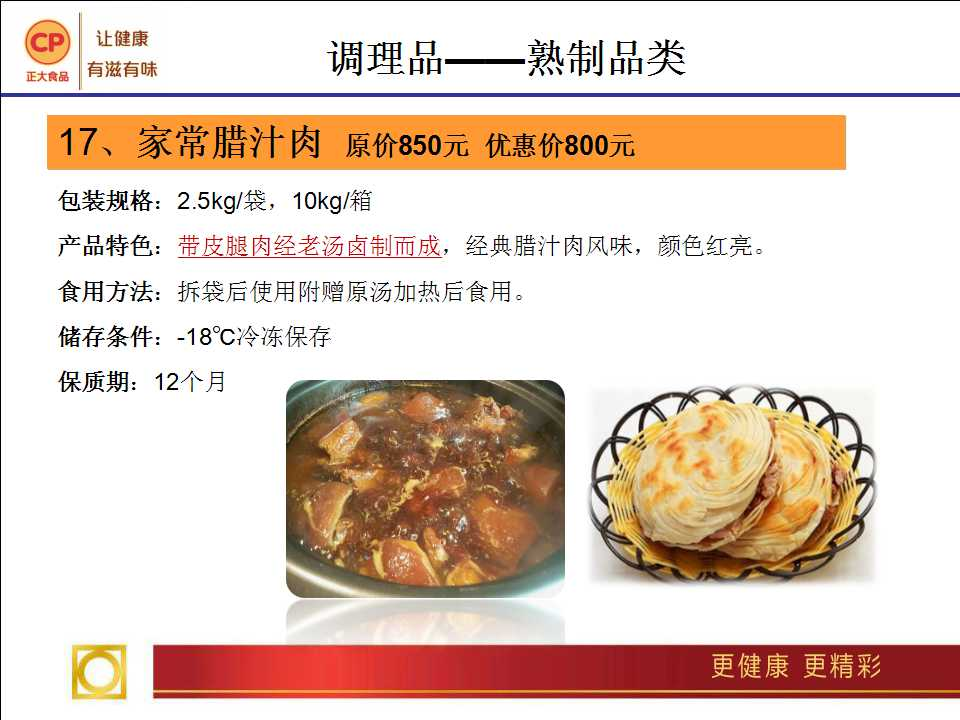 CP
正大食品
让健康
有滋有味
调理品——熟制品类
17、家常腊汁肉 原价850元 优惠价800元
包装规格：2.5kg/袋，10kg/箱
产品特色：带皮腿肉经老汤卤制而成，经典腊汁肉风味，颜色红亮。
食用方法：拆袋后使用附赠原汤加热后食用。
储存条件：-18℃冷冻保存
保质期：12个月
更健康 更精彩